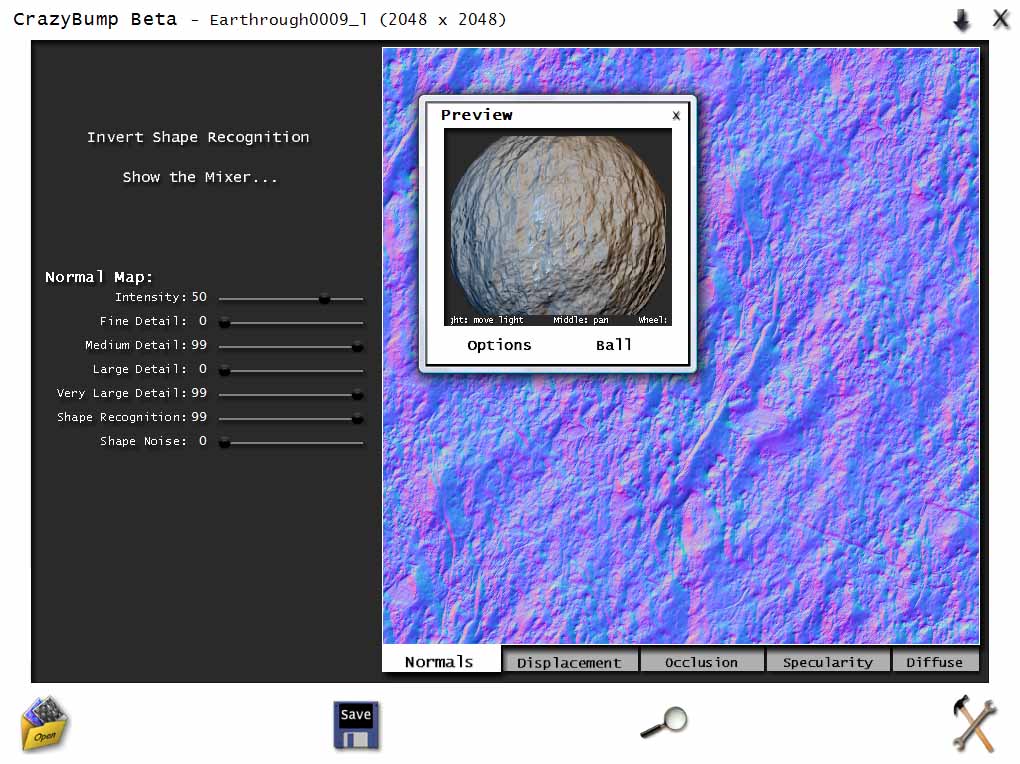 CrazyBump Beta - Earthrough0009_l (2048 x 2048)
X
Invert Shape Recognition
Show the Mixer...
Normal Map:
Intensity: 50
Fine Detail: 0
Medium Detail: 99
Large Detail: 0
Very Large Detail: 99
Shape Recognition: 99
Shape Noise: 0
Preview x
ght: move light Middle: pan Wheel:
Options Ball
Normals Displacement Occlusion Specularity Diffuse
Open Save